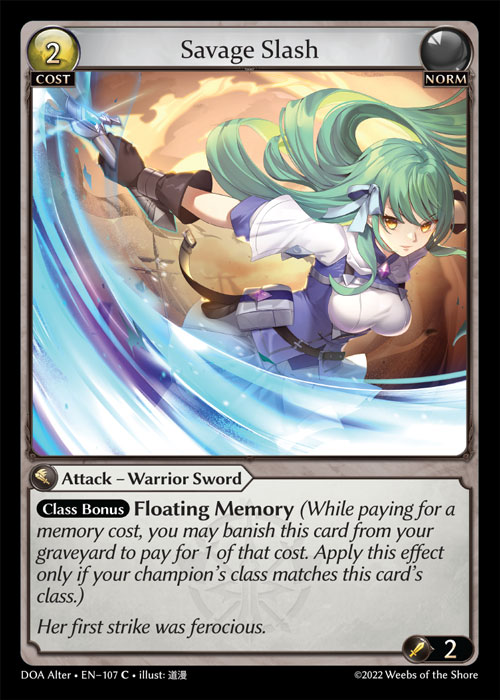 2
Savage Slash
COST
NORM
Attack – Warrior Sword
Class Bonus Floating Memory (While paying for a
memory cost, you may banish this card from your
graveyard to pay for 1 of that cost. Apply this effect
only if your champion's class matches this card's
class.)
Her first strike was ferocious.
2
DOA Alter • EN–107 C • illust: 道漫
©2022 Weebs of the Shore